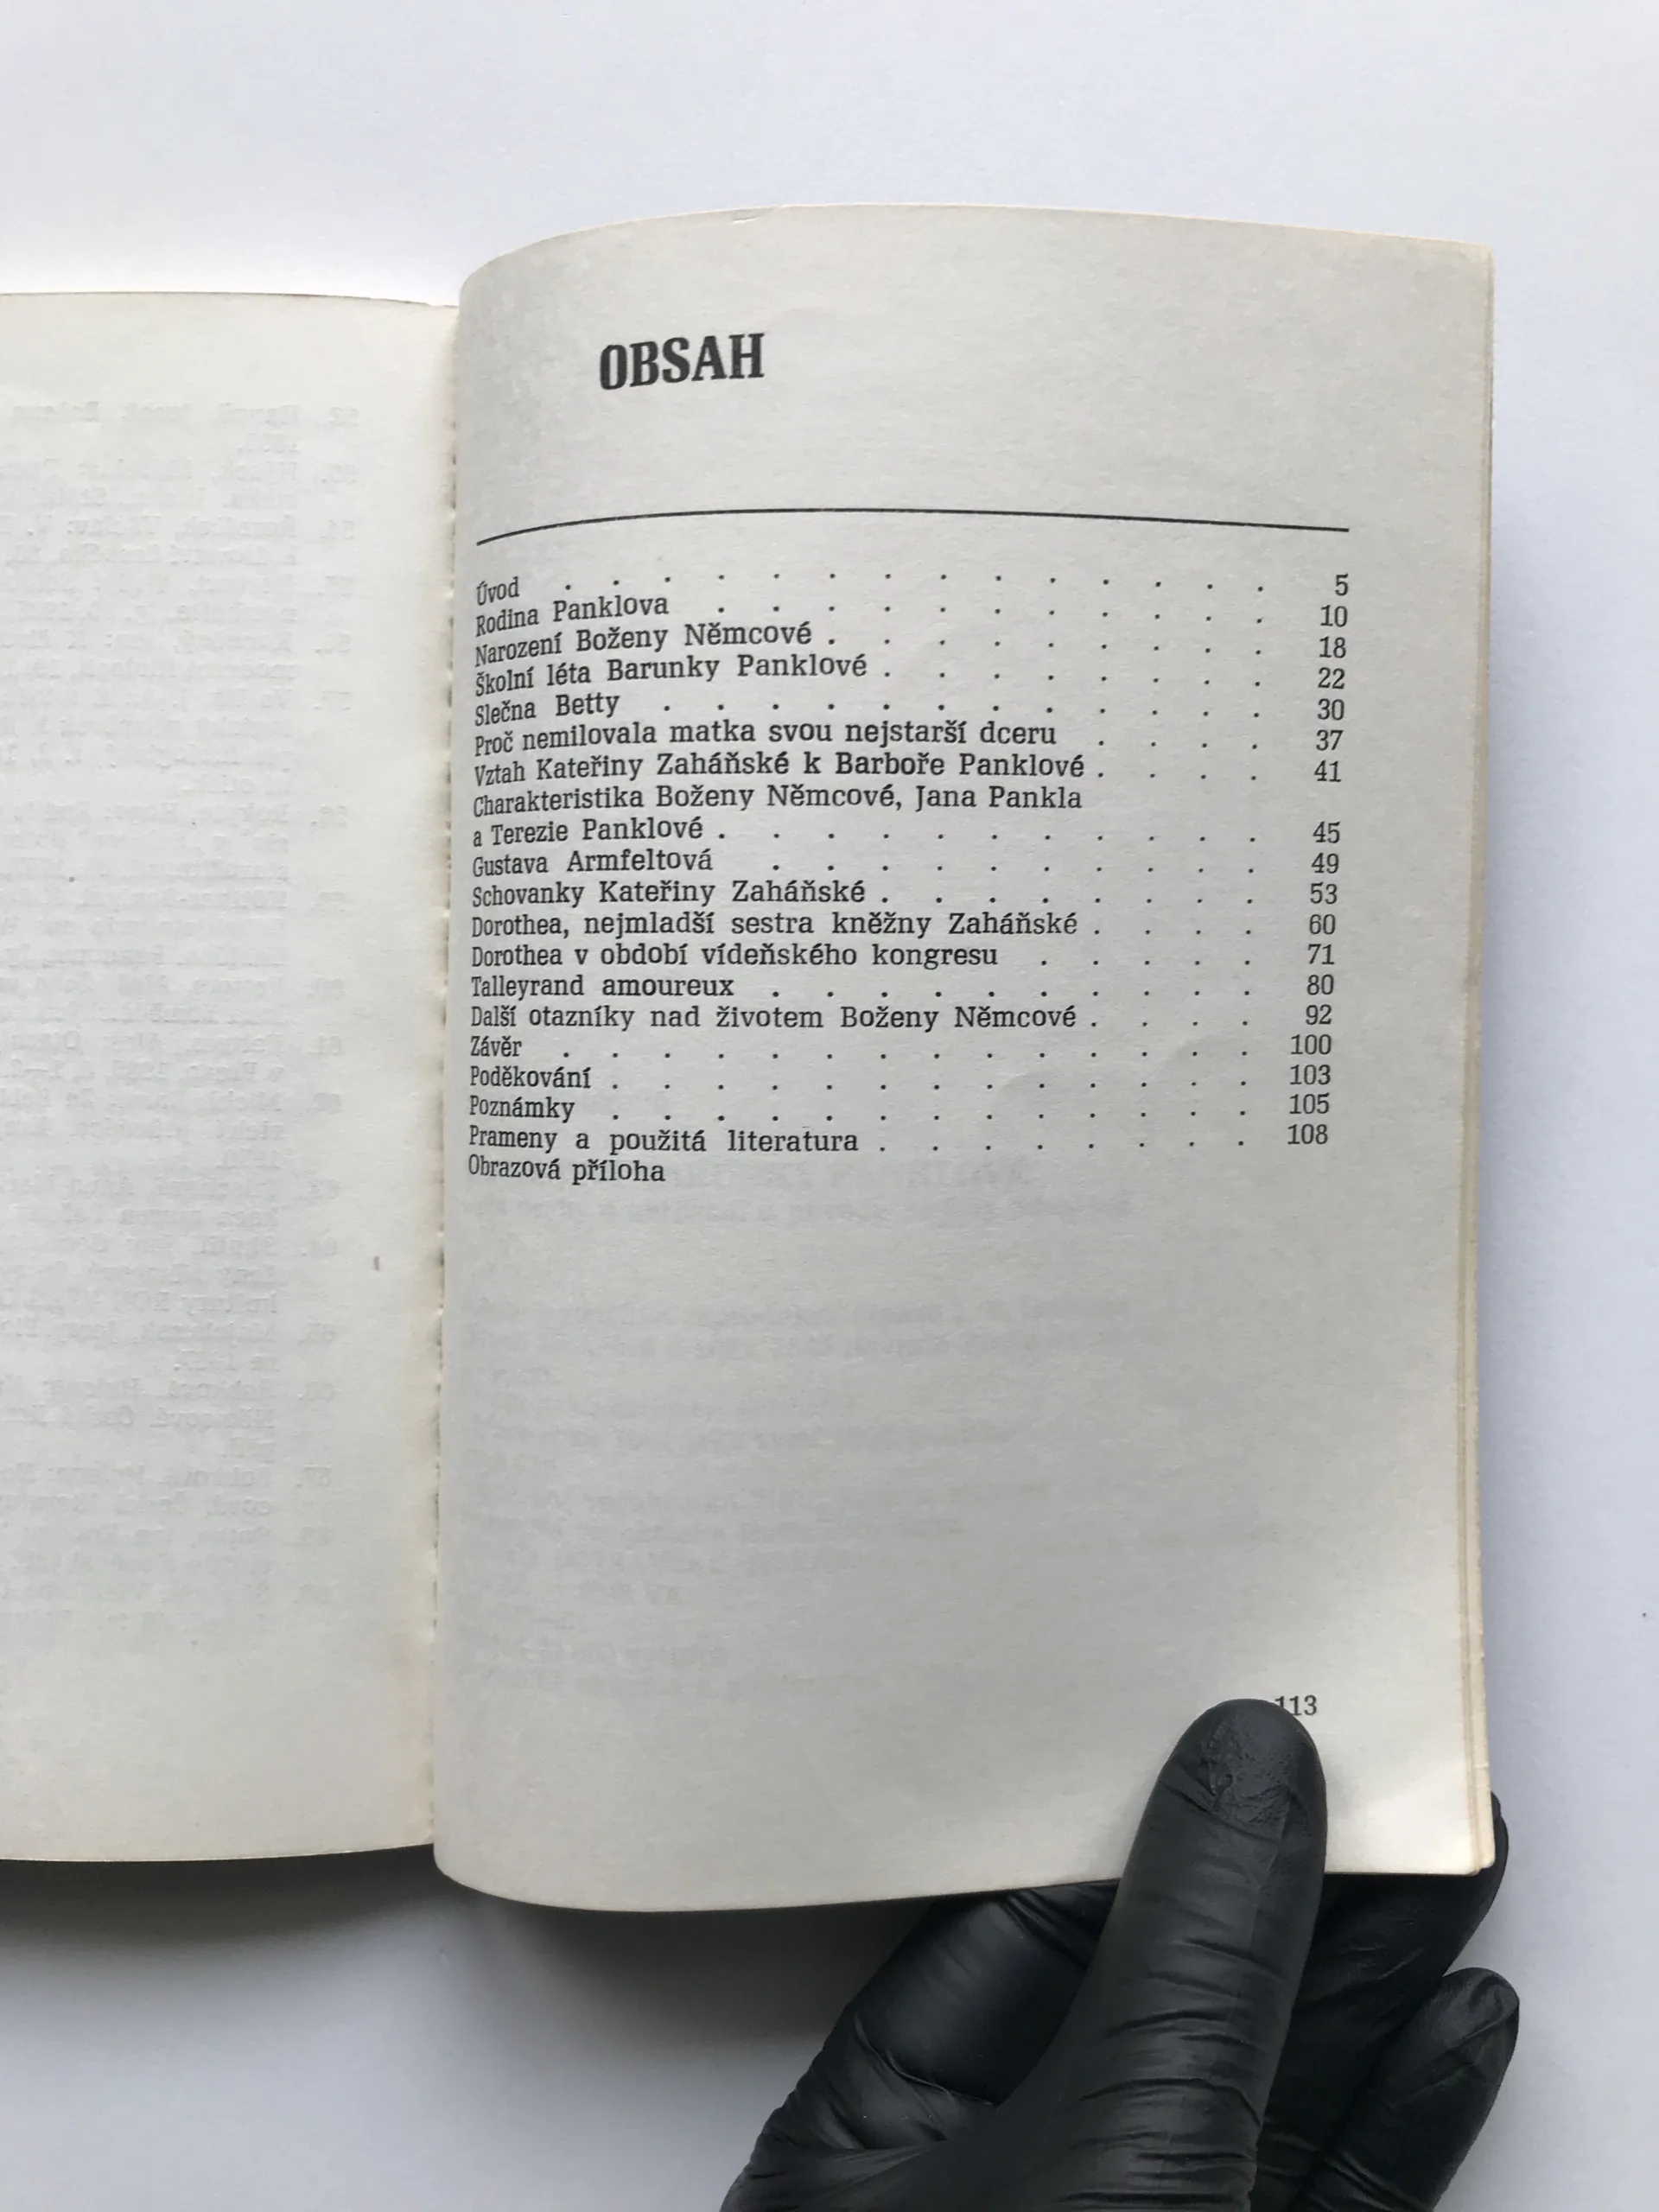 OBSAH
Úvod . . . . . . . . . . . . . . 5
Rodina Panklova . . . . . . . . . . . 10
Narození Boženy Němcové . . . . . . . . . 18
Školní léta Barunky Panklové . . . . . . . . 22
Slečna Betty . . . . . . . . . . . . 30
Proč nemilovala matka svou nejstarší dceru . . . . 37
Vztah Kateřiny Zaháňské k Barboře Panklové . . . . 41
Charakteristika Boženy Němcové, Jana Pankla
a Terezie Panklové . . . . . . . . . . . 45
Gustava Armfeltová . . . . . . . . . . 49
Schovanky Kateřiny Zaháňské . . . . . . . . 53
Dorothea, nejmladší sestra kněžny Zaháňské . . . . 60
Dorothea v období vídeňského kongresu . . . . . 71
Talleyrand amoureux . . . . . . . . . . 80
Další otazníky nad životem Boženy Němcové . . . . 92
Závěr . . . . . . . . . . . . . . 100
Poděkování . . . . . . . . . . . . . 103
Poznámky . . . . . . . . . . . . . 105
Prameny a použitá literatura . . . . . . . . 108
Obrazová příloha
113